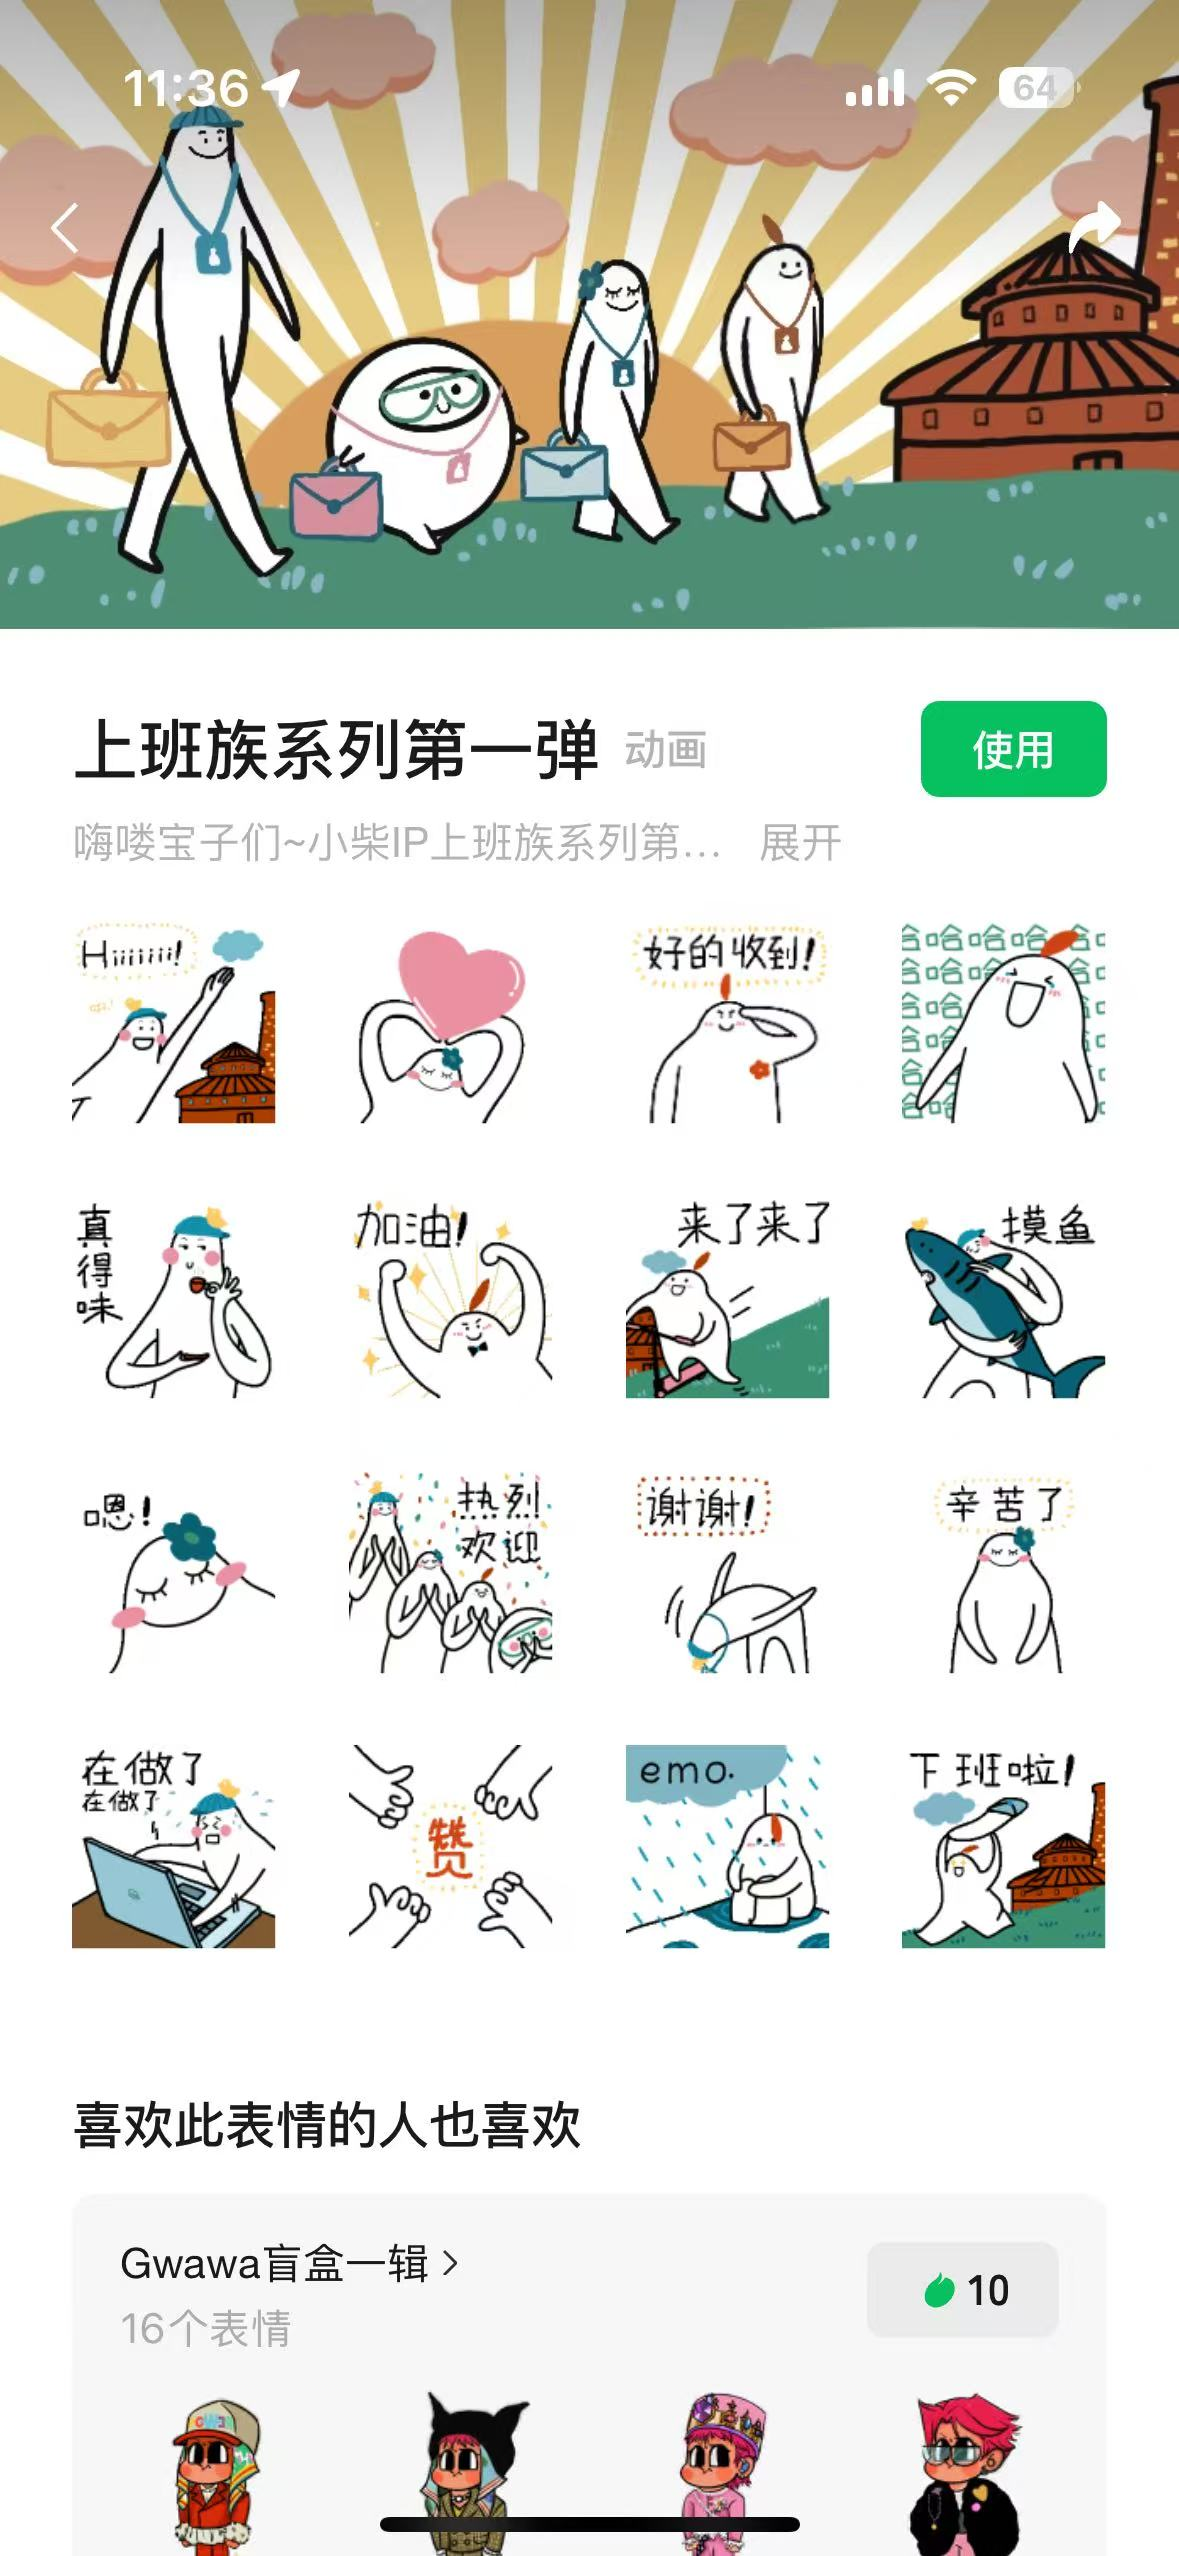 11:36
64
上班族系列第一弹 动画
使用
嗨喽宝子们~小柴IP上班族系列第... 展开
Hiiiiiii!
啦!
好的收到!
哈哈哈哈
真得味
加油!
来了来了
摸鱼
嗯!
热烈
欢迎
谢谢!
辛苦了
在做了
在做了
赞
emo.
下班啦!
喜欢此表情的人也喜欢
Gwawa盲盒一辑 >
10
16个表情